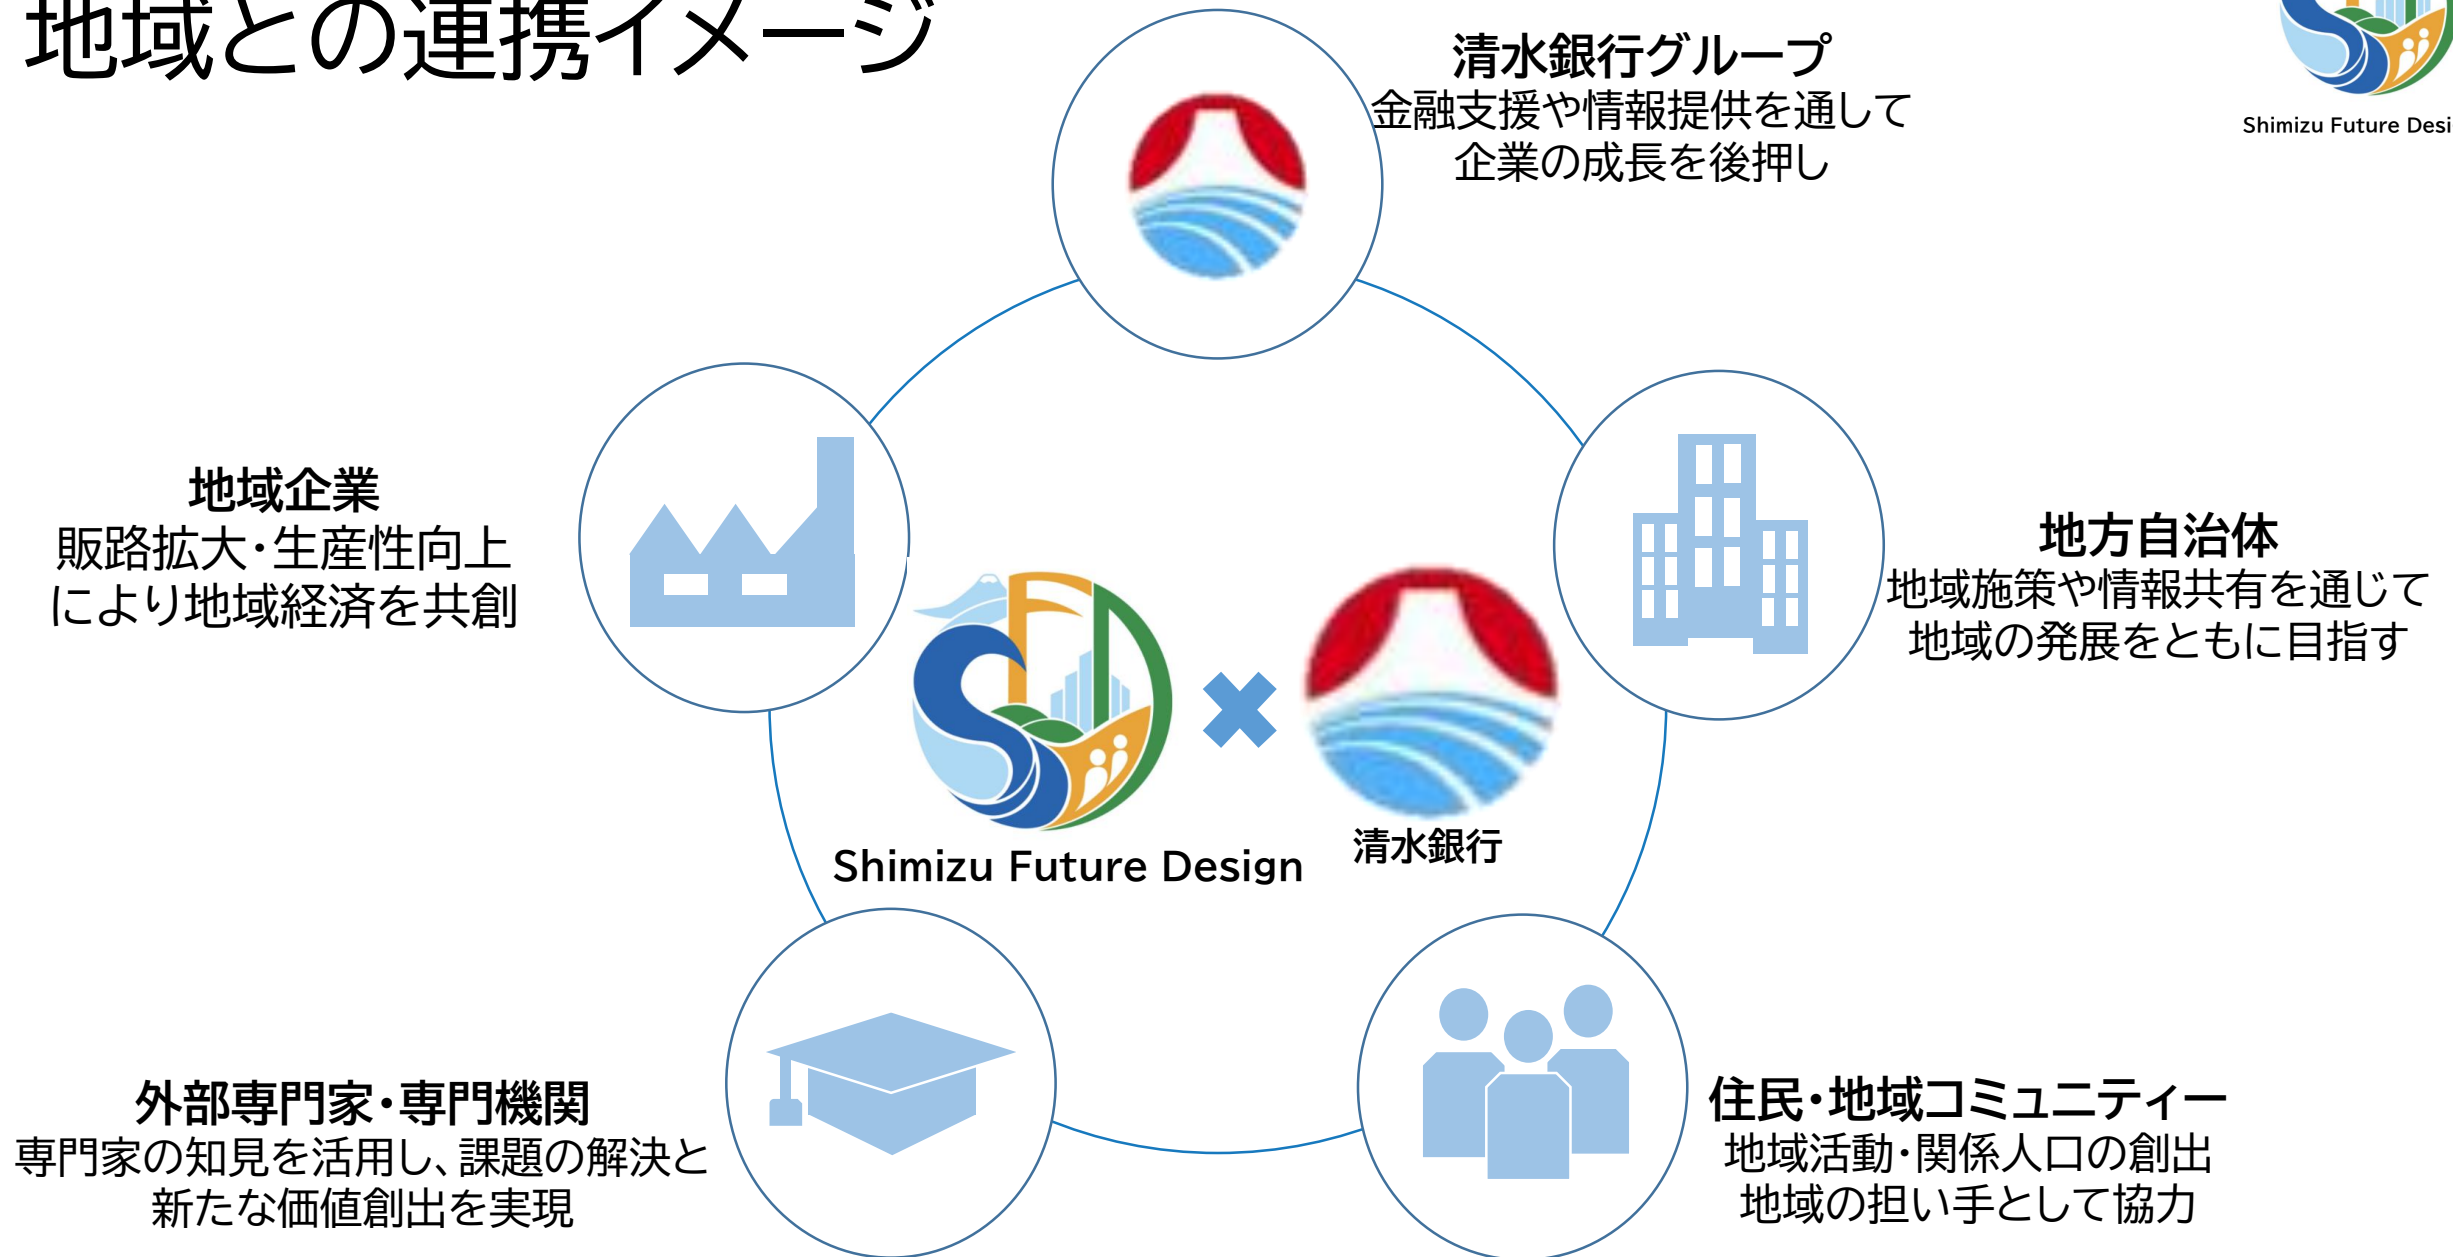 地域との連携イメージ
Shimizu Future Desi
清水銀行グループ
金融支援や情報提供を通して
企業の成長を後押し
地域企業
販路拡大・生産性向上
により地域経済を共創
地方自治体
地域施策や情報共有を通じて
地域の発展をともに目指す
Shimizu Future Design
清水銀行
外部専門家・専門機関
専門家の知見を活用し、課題の解決と
新たな価値創出を実現
住民・地域コミュニティー
地域活動・関係人口の創出
地域の担い手として協力